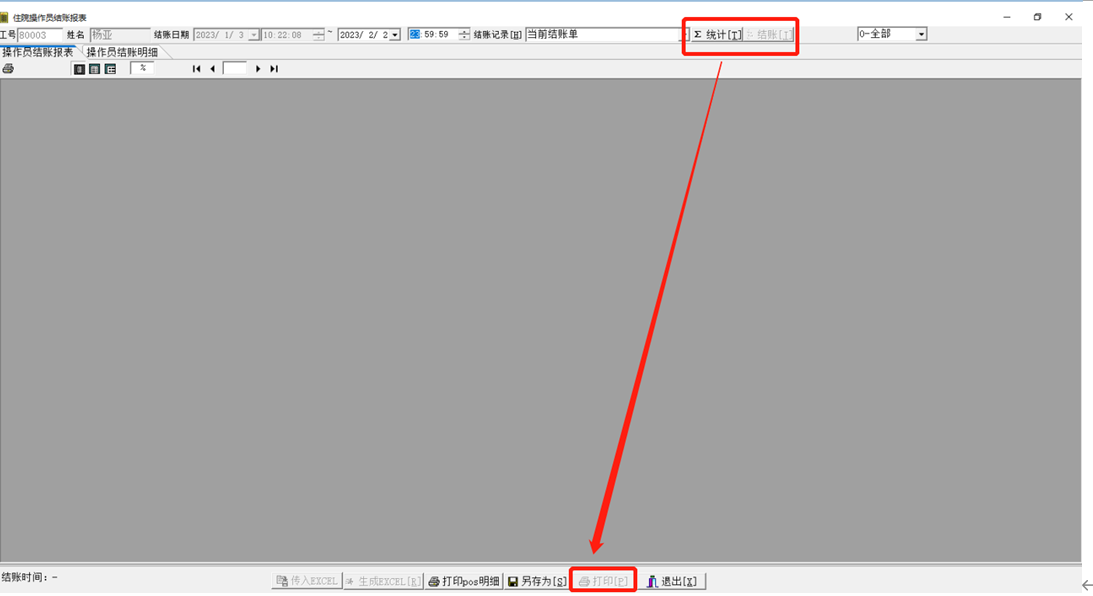 住院操作员结账报表
工号 80003 姓名 杨亚 结账日期 2023/ 1/ 3 10:22:08 ~ 2023/ 2/ 2 23:59:59 结账记录[H] 当前结账单 Σ 统计[T] 结账[J] 0-全部
操作员结账报表 操作员结账明细
%
结账时间：- 传入EXCEL 生成EXCEL[R] 打印pos明细 另存为[S] 打印[P] 退出[X]